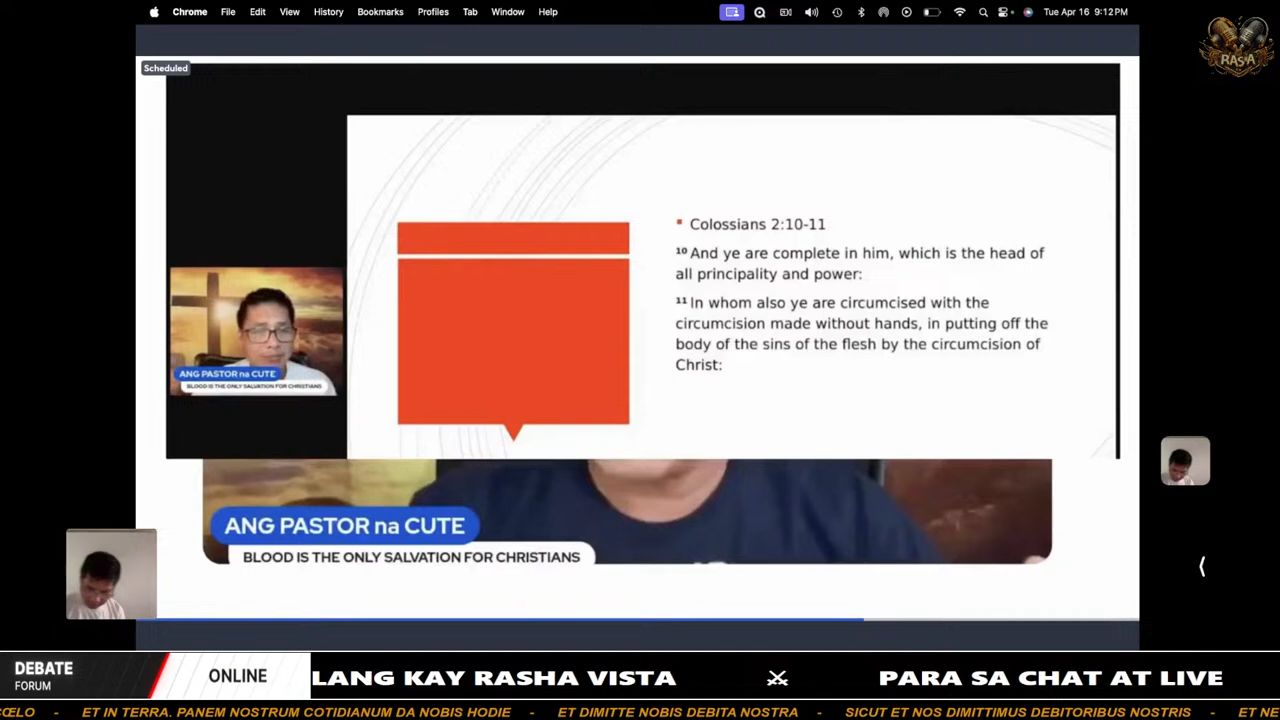 Chrome File Edit View History Bookmarks Profiles Tab Window Help Tue Apr 16 9:12 PM
RASA
Scheduled
Colossians 2:10-11
10 And ye are complete in him, which is the head of
all principality and power:
11 In whom also ye are circumcised with the
circumcision made without hands, in putting off the
body of the sins of the flesh by the circumcision of
Christ:
ANG PASTOR na CUTE
BLOOD IS THE ONLY SALVATION FOR CHRISTIANS
ANG PASTOR na CUTE
BLOOD IS THE ONLY SALVATION FOR CHRISTIANS
DEBATE
FORUM
ONLINE
LANG KAY RASHA VISTA ⚔ PARA SA CHAT AT LIVE
CŒLO - ET IN TERRA. PANEM NOSTRUM COTIDIANUM DA NOBIS HODIE - ET DIMITTE NOBIS DEBITA NOSTRA - SICUT ET NOS DIMITTIMUS DEBITORIBUS NOSTRIS - ET NE